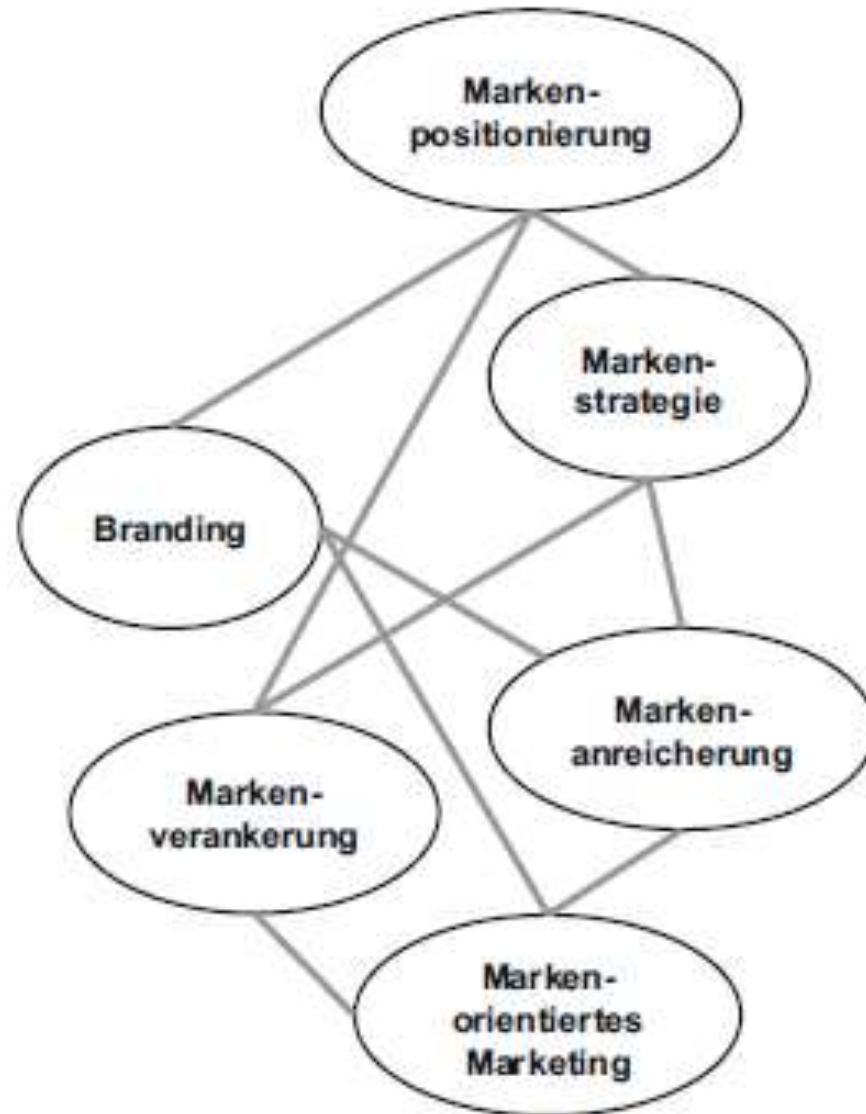 Marken-
positionierung
Marken-
strategie
Branding
Marken-
anreicherung
Marken-
verankerung
Marken-
orientiertes
Marketing